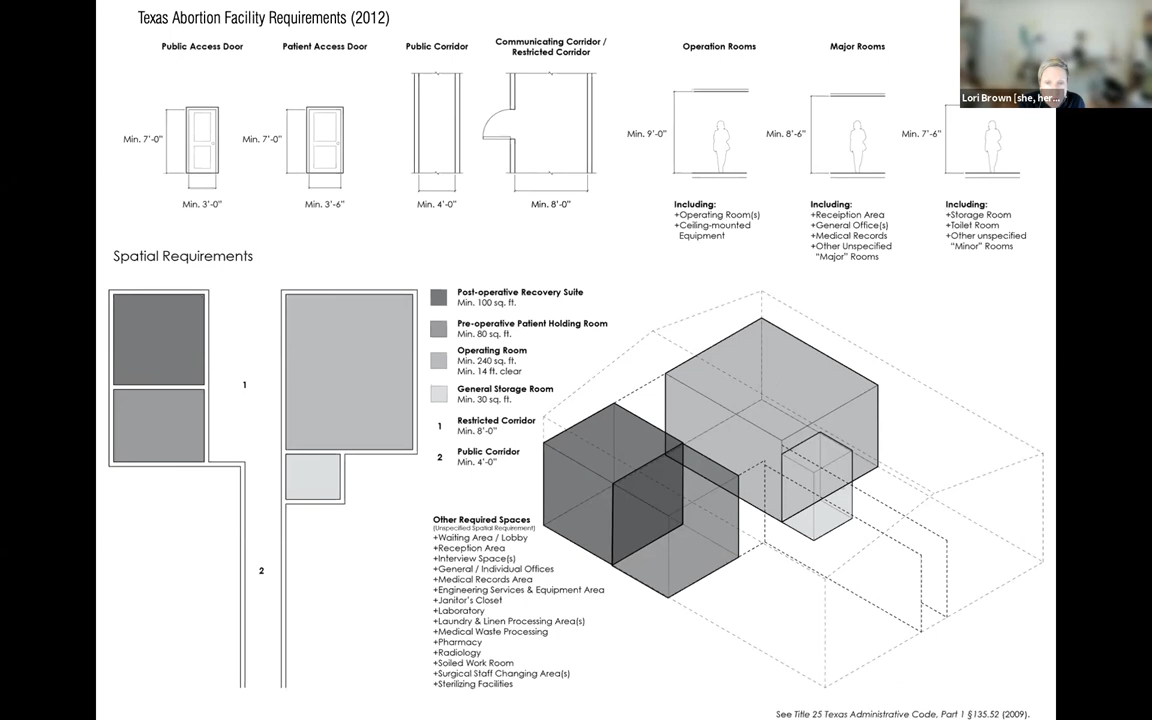 Texas Abortion Facility Requirements (2012)
Public Access Door
Patient Access Door
Public Corridor
Communicating Corridor /
Restricted Corridor
Operation Rooms
Major Rooms
Lori Brown [she, her...
Min. 7'-0"
Min. 7'-0"
Min. 9'-0"
Min. 8'-6"
Min. 7'-6"
Min. 3'-0"
Min. 3'-6"
Min. 4'-0"
Min. 8'-0"
Including:
+Operating Room(s)
+Ceiling-mounted
Equipment
Including:
+Receiption Area
+General Office(s)
+Medical Records
+Other Unspecified
"Major" Rooms
Including:
+Storage Room
+Toilet Room
+Other unspecified
"Minor" Rooms
Spatial Requirements
1
2
Post-operative Recovery Suite
Min. 100 sq. ft.
Pre-operative Patient Holding Room
Min. 80 sq. ft.
Operating Room
Min. 240 sq. ft.
Min. 14 ft. clear
General Storage Room
Min. 30 sq. ft.
1 Restricted Corridor
Min. 8'-0"
2 Public Corridor
Min. 4'-0"
Other Required Spaces
(Unspecified Spatial Requirement)
+Waiting Area / Lobby
+Reception Area
+Interview Space(s)
+General / Individual Offices
+Medical Records Area
+Engineering Services & Equipment Area
+Janitor's Closet
+Laboratory
+Laundry & Linen Processing Area(s)
+Medical Waste Processing
+Pharmacy
+Radiology
+Soiled Work Room
+Surgical Staff Changing Area(s)
+Sterilizing Facilities
See Title 25 Texas Administrative Code, Part 1 §135.52 (2009).